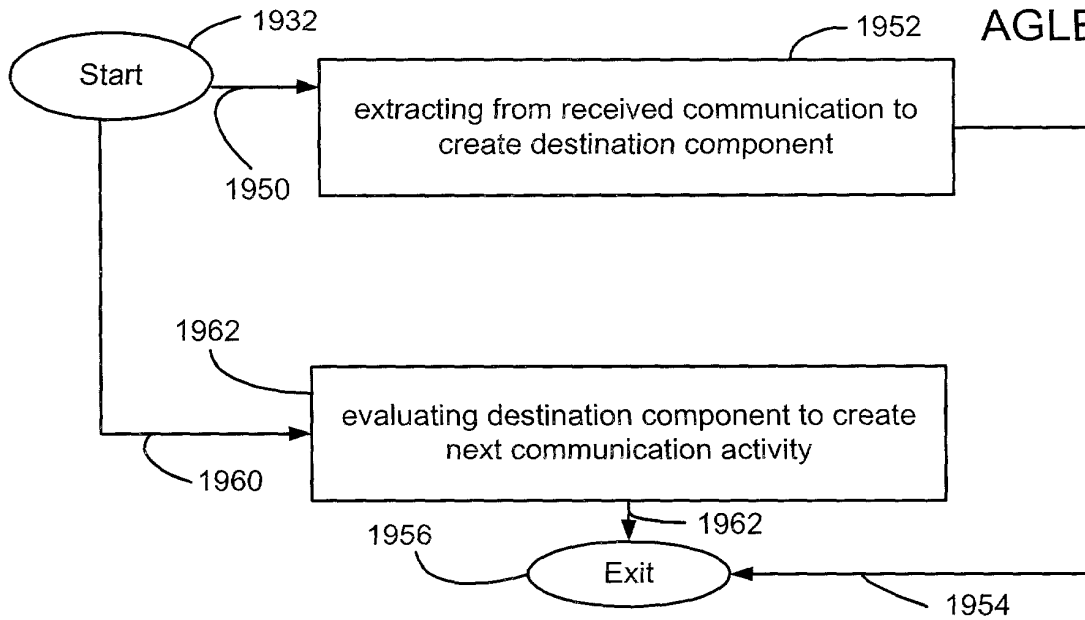 1932
1952
AGLE
Start
extracting from received communication to
create destination component
1950
1962
evaluating destination component to create
next communication activity
1960
1962
1956
Exit
1954